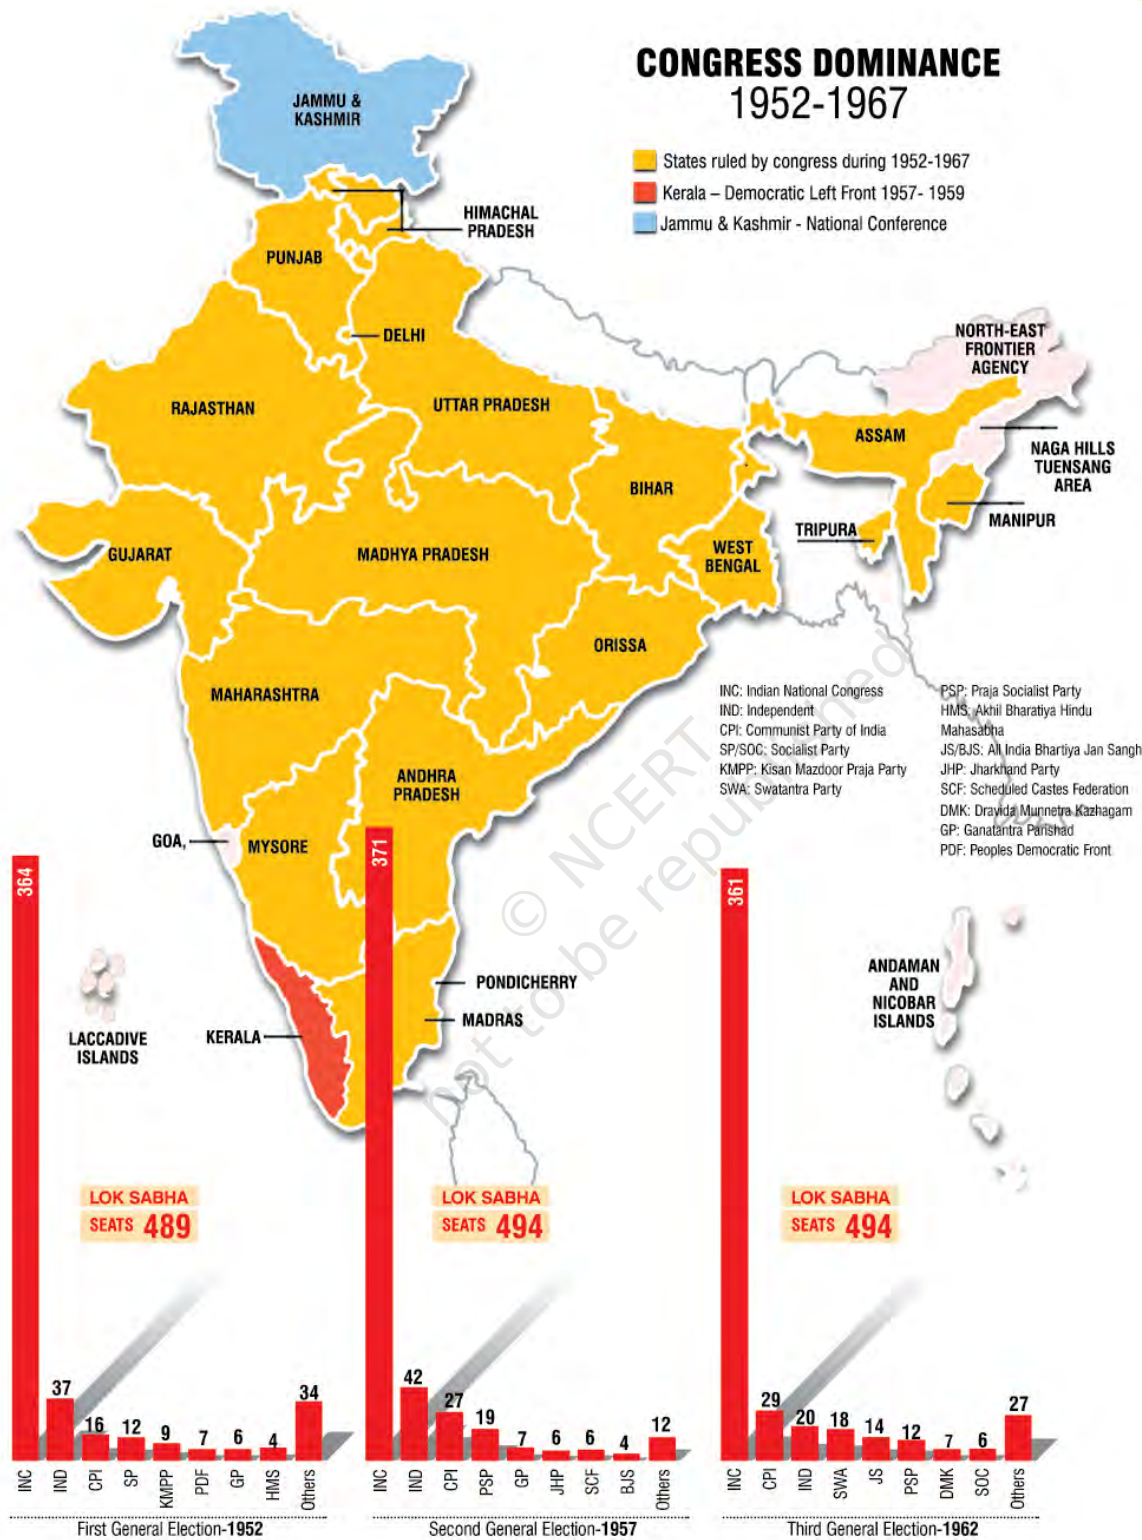 CONGRESS DOMINANCE
1952-1967
States ruled by congress during 1952-1967
Kerala – Democratic Left Front 1957- 1959
Jammu & Kashmir - National Conference
JAMMU &
KASHMIR
HIMACHAL
PRADESH
PUNJAB
DELHI
NORTH-EAST
FRONTIER
AGENCY
RAJASTHAN
UTTAR PRADESH
ASSAM
NAGA HILLS
TUENSANG
AREA
BIHAR
MANIPUR
TRIPURA
GUJARAT
MADHYA PRADESH
WEST
BENGAL
ORISSA
MAHARASHTRA
ANDHRA
PRADESH
GOA,
MYSORE
INC: Indian National Congress
IND: Independent
CPI: Communist Party of India
SP/SOC: Socialist Party
KMPP: Kisan Mazdoor Praja Party
SWA: Swatantra Party
PSP: Praja Socialist Party
HMS: Akhil Bharatiya Hindu
Mahasabha
JS/BJS: All India Bhartiya Jan Sangh
JHP: Jharkhand Party
SCF: Scheduled Castes Federation
DMK: Dravida Munnetra Kazhagam
GP: Ganatantra Parishad
PDF: Peoples Democratic Front
© NCERT
not to be republished
LACCADIVE
ISLANDS
KERALA
PONDICHERRY
MADRAS
ANDAMAN
AND
NICOBAR
ISLANDS
LOK SABHA
SEATS 489
364
37
16
12
9
7
6
4
34
INC
IND
CPI
SP
KMPP
PDF
GP
HMS
Others
First General Election-1952
LOK SABHA
SEATS 494
371
42
27
19
7
6
6
4
12
INC
IND
CPI
PSP
GP
JHP
SCF
BJS
Others
Second General Election-1957
LOK SABHA
SEATS 494
361
29
20
18
14
12
7
6
27
INC
CPI
IND
SWA
JS
PSP
DMK
SOC
Others
Third General Election-1962